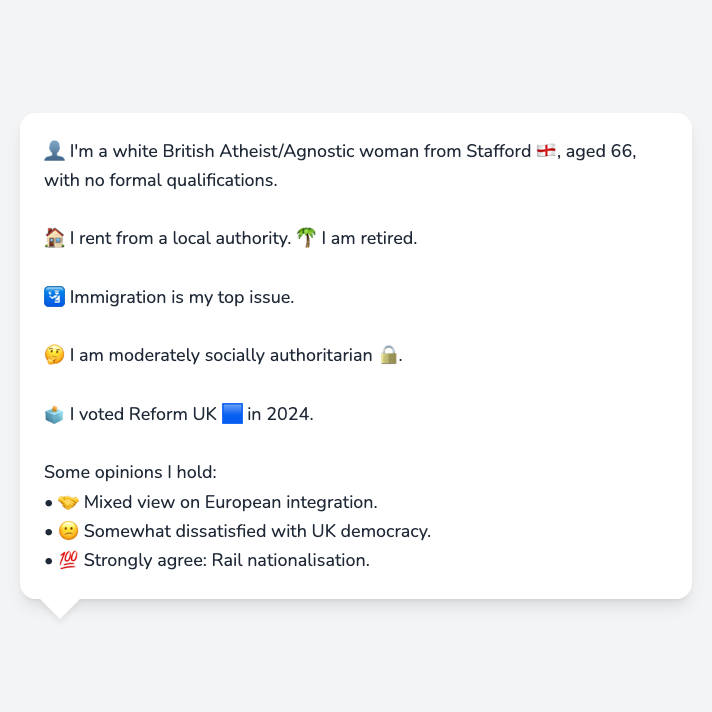 👤 I'm a white British Atheist/Agnostic woman from Stafford 🏴󠁧󠁢󠁥󠁮󠁧󠁿, aged 66,
with no formal qualifications.
🏠 I rent from a local authority. 🌴 I am retired.
🛂 Immigration is my top issue.
🤔 I am moderately socially authoritarian 🔒.
🗳️ I voted Reform UK 🟦 in 2024.
Some opinions I hold:
• 🤝 Mixed view on European integration.
• 🙁 Somewhat dissatisfied with UK democracy.
• 💯 Strongly agree: Rail nationalisation.